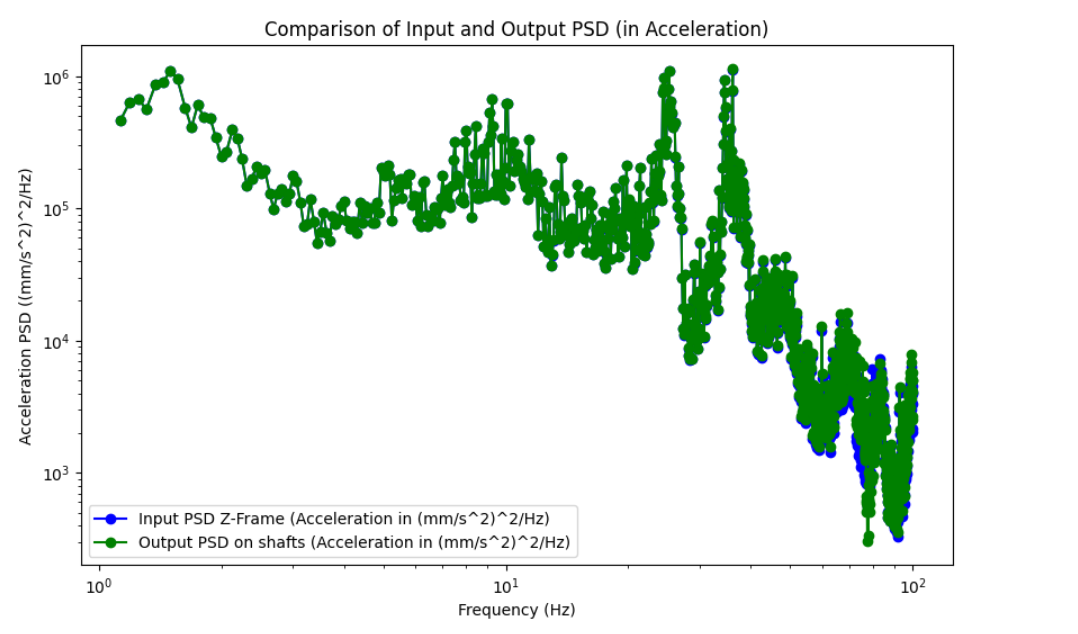 Comparison of Input and Output PSD (in Acceleration)
10^6
10^5
10^4
10^3
Acceleration PSD ((mm/s^2)^2/Hz)
Input PSD Z-Frame (Acceleration in (mm/s^2)^2/Hz)
Output PSD on shafts (Acceleration in (mm/s^2)^2/Hz)
10^0 10^1 10^2
Frequency (Hz)